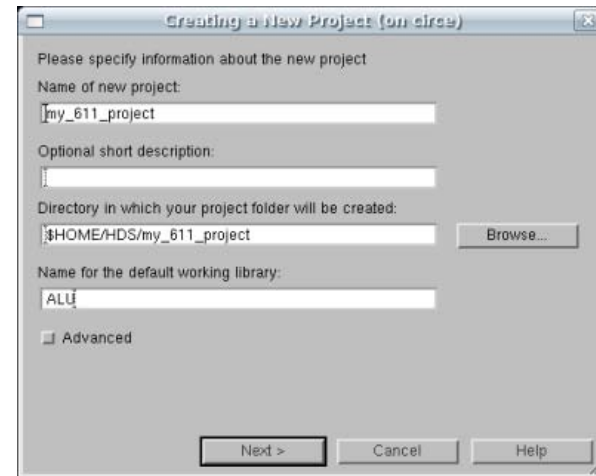 Creating a New Project (on circe)
Please specify information about the new project
Name of new project:
my_611_project
Optional short description:
Directory in which your project folder will be created:
$HOME/HDS/my_611_project
Browse...
Name for the default working library:
ALU
Advanced
Next >
Cancel
Help